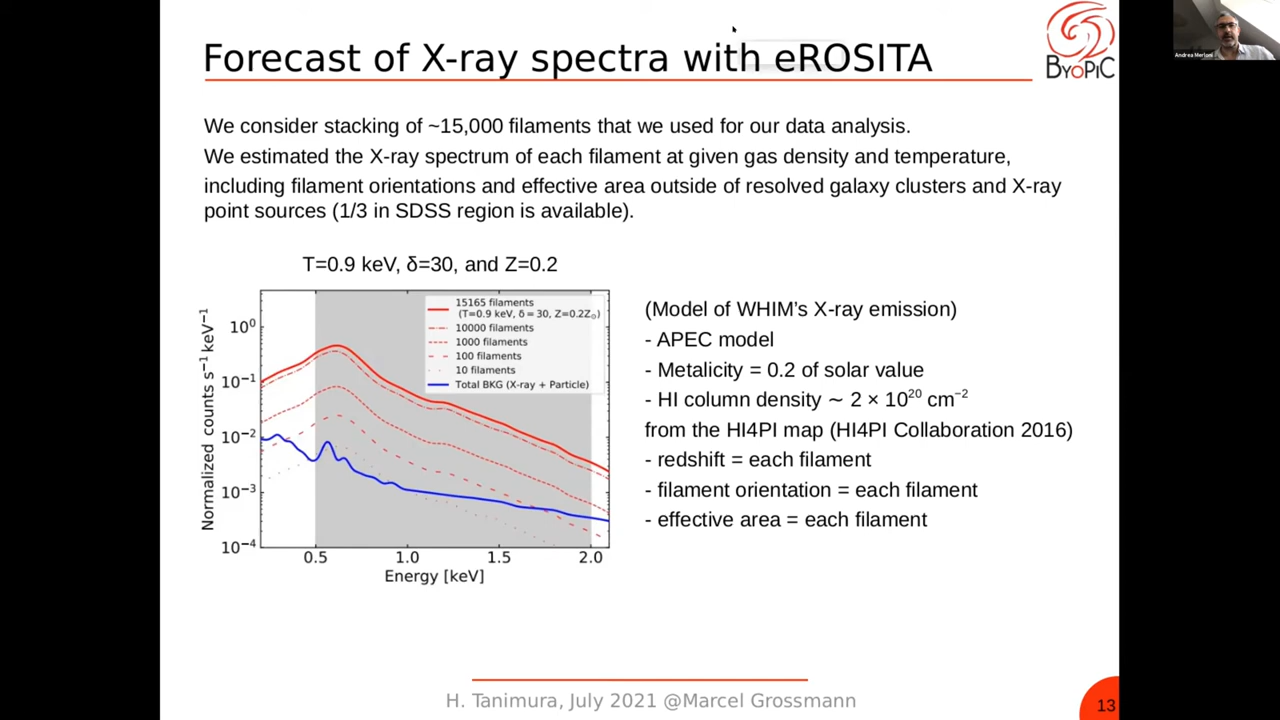 Forecast of X-ray spectra with eROSITA
BYOPIC
Andrea Merloni
We consider stacking of ~15,000 filaments that we used for our data analysis.
We estimated the X-ray spectrum of each filament at given gas density and temperature,
including filament orientations and effective area outside of resolved galaxy clusters and X-ray
point sources (1/3 in SDSS region is available).
T=0.9 keV, δ=30, and Z=0.2
15165 filaments
(T=0.9 keV, δ = 30, Z=0.2Z⊙)
10000 filaments
1000 filaments
100 filaments
10 filaments
Total BKG (X-ray + Particle)
Normalized counts s⁻¹ keV⁻¹
10⁰
10⁻¹
10⁻²
10⁻³
10⁻⁴
0.5 1.0 1.5 2.0
Energy [keV]
(Model of WHIM's X-ray emission)
- APEC model
- Metalicity = 0.2 of solar value
- HI column density ∼ 2 × 10²⁰ cm⁻²
from the HI4PI map (HI4PI Collaboration 2016)
- redshift = each filament
- filament orientation = each filament
- effective area = each filament
H. Tanimura, July 2021 @Marcel Grossmann
13